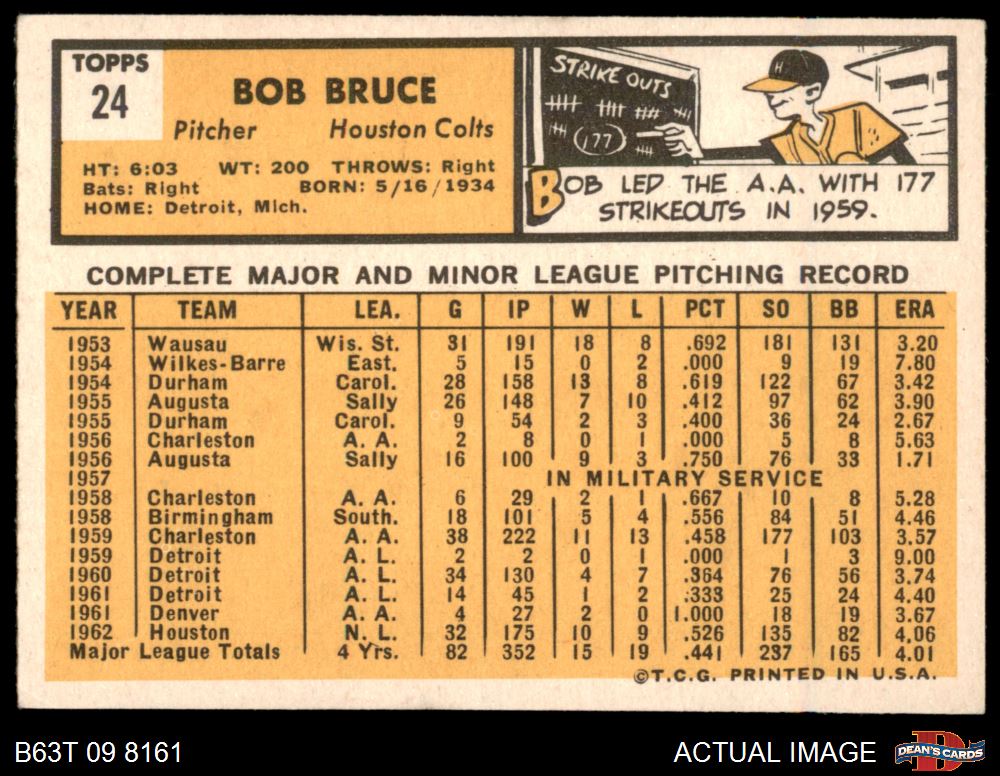 TOPPS
24
BOB BRUCE
Pitcher Houston Colts
HT: 6:03 WT: 200 THROWS: Right
Bats: Right BORN: 5/16/1934
HOME: Detroit, Mich.
STRIKE OUTS
177
H
BOB LED THE A.A. WITH 177
STRIKEOUTS IN 1959.
COMPLETE MAJOR AND MINOR LEAGUE PITCHING RECORD
YEAR TEAM LEA. G IP W L PCT SO BB ERA
1953 Wausau Wis. St. 31 191 18 8 .692 181 131 3.20
1954 Wilkes-Barre East. 5 15 0 2 .000 9 19 7.80
1954 Durham Carol. 28 158 13 8 .619 122 67 3.42
1955 Augusta Sally 26 148 7 10 .412 97 62 3.90
1955 Durham Carol. 9 54 2 3 .400 36 24 2.67
1956 Charleston A. A. 2 8 0 1 .000 5 8 5.63
1956 Augusta Sally 16 100 9 3 .750 76 33 1.71
1957 IN MILITARY SERVICE
1958 Charleston A. A. 6 29 2 1 .667 10 8 5.28
1958 Birmingham South. 18 101 5 4 .556 84 51 4.46
1959 Charleston A. A. 38 222 11 13 .458 177 103 3.57
1959 Detroit A. L. 2 2 0 1 .000 1 3 9.00
1960 Detroit A. L. 34 130 4 7 .364 76 56 3.74
1961 Detroit A. L. 14 45 1 2 .333 25 24 4.40
1961 Denver A. A. 4 27 2 0 1.000 18 19 3.67
1962 Houston N. L. 32 175 10 9 .526 135 82 4.06
Major League Totals 4 Yrs. 82 352 15 19 .441 237 165 4.01
©T.C.G. PRINTED IN U.S.A.
B63T 09 8161 ACTUAL IMAGE DEAN'S CARDS